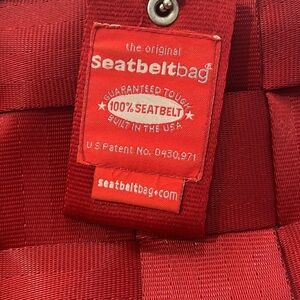 the original
Seatbeltbag
GUARANTEED TOUGH
100% SEATBELT
BUILT IN THE USA
U.S Patent No. D430,971
seatbeltbag.com